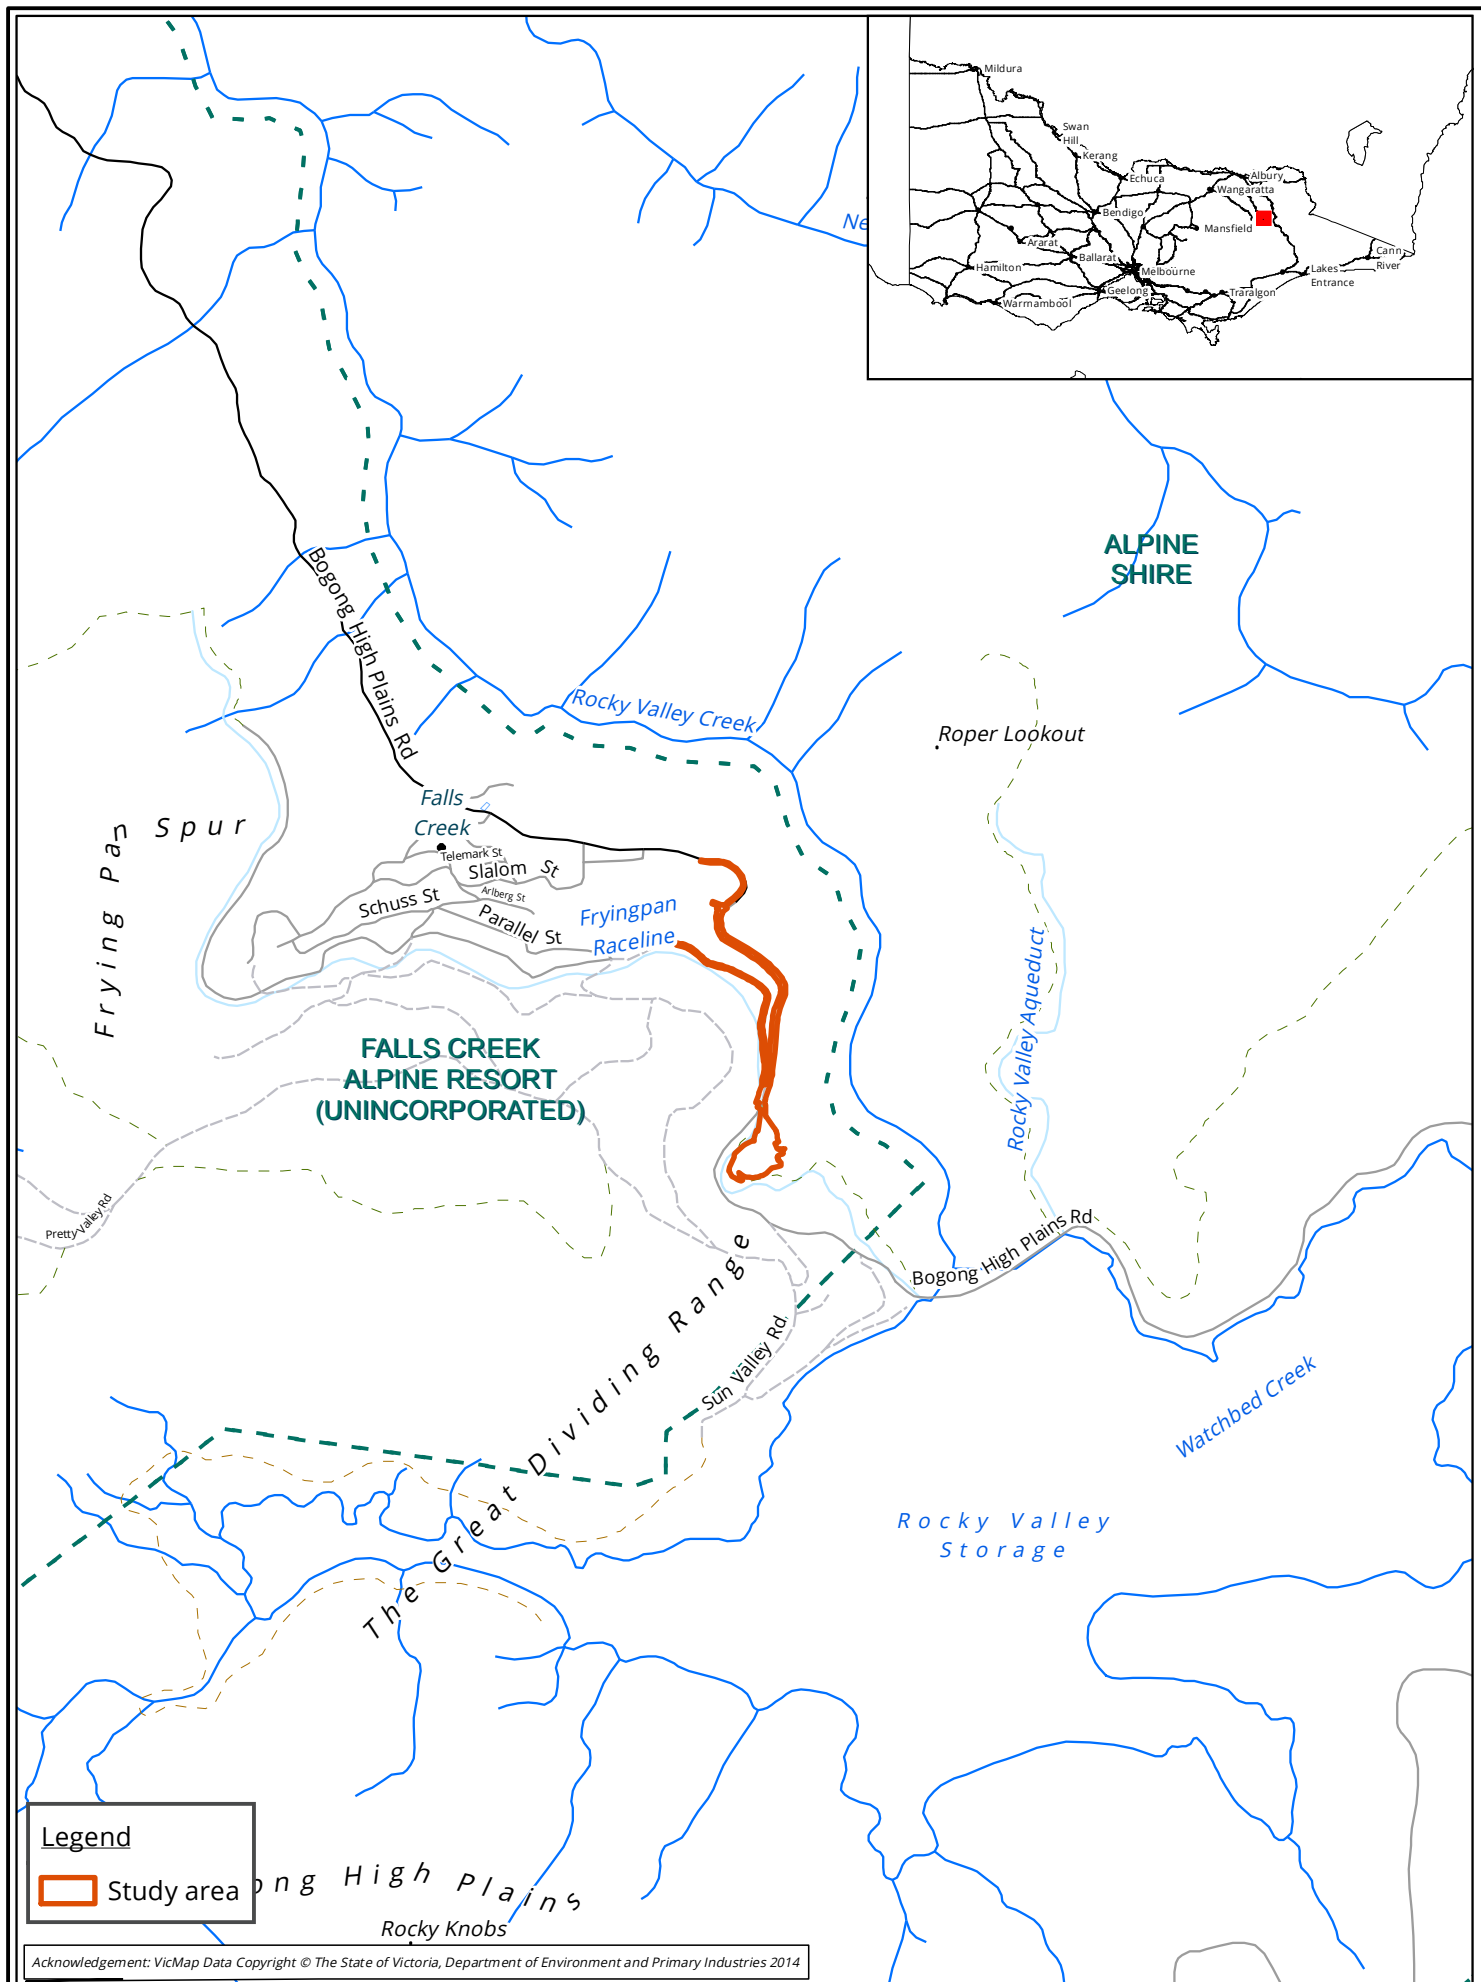 Mildura
Swan
Hill
Kerang
Echuca
Albury
Wangaratta
Bendigo
Mansfield
Ararat
Ballarat
Cann
River
Hamilton
Melbourne
Lakes
Entrance
Geelong
Traralgon
Warrnambool
Ne
ALPINE
SHIRE
Bogong High Plains Rd
Rocky Valley Creek
Roper Lookout
Falls
Creek
Frying Pan Spur
Telemark St
Slalom St
Arlberg St
Schuss St
Parallel St
Fryingpan
Raceline
Rocky Valley Aqueduct
FALLS CREEK
ALPINE RESORT
(UNINCORPORATED)
Pretty Valley Rd
Bogong High Plains Rd
The Great Dividing Range
Sun Valley Rd
Watchbed Creek
Rocky Valley
Storage
Legend
Study area
ong High Plains
Rocky Knobs
Acknowledgement: VicMap Data Copyright © The State of Victoria, Department of Environment and Primary Industries 2014